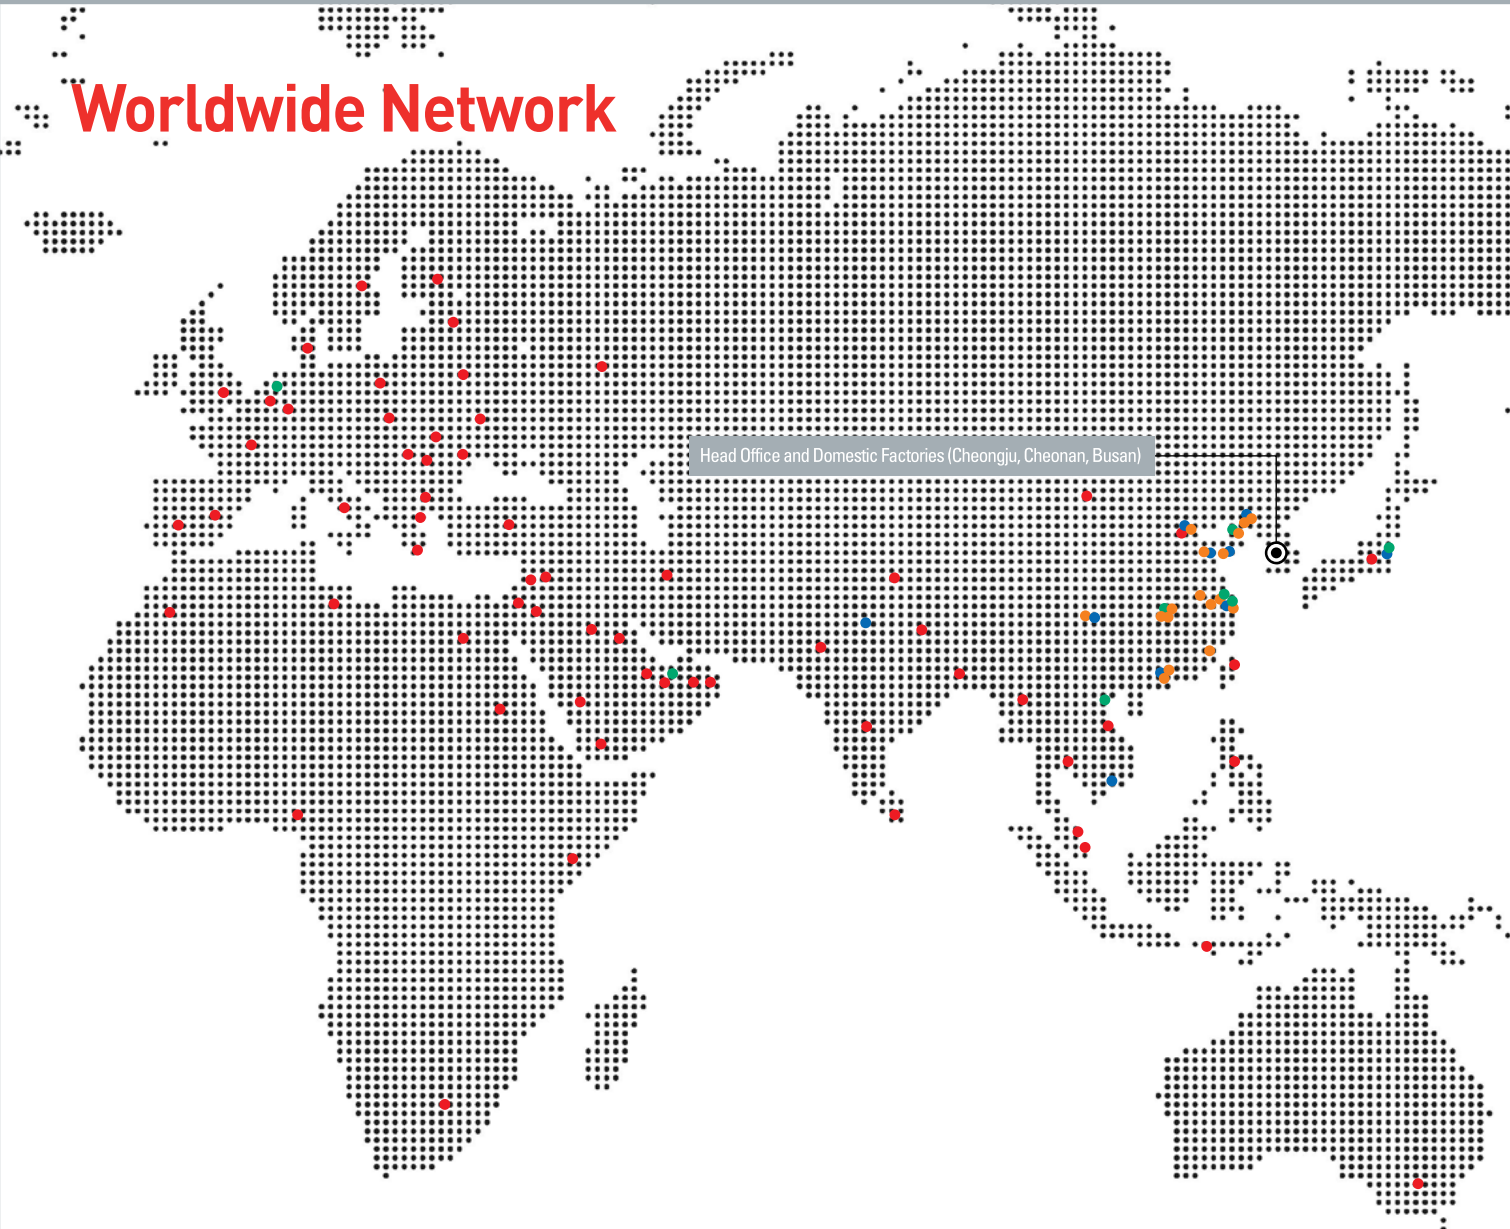 Worldwide Network
Head Office and Domestic Factories (Cheongju, Cheonan, Busan)